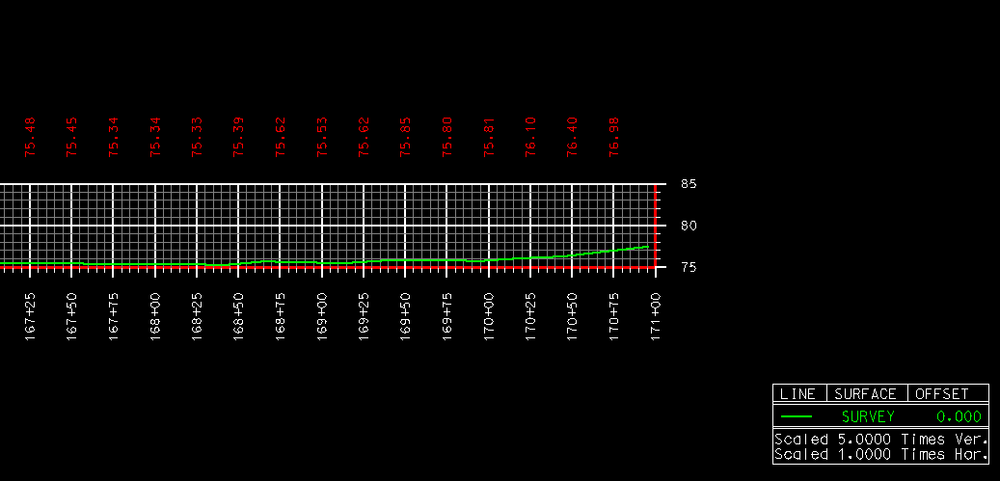 75.48 75.45 75.34 75.34 75.33 75.39 75.62 75.53 75.62 75.85 75.80 75.81 76.10 76.40 76.98
85
80
75
167+25 167+50 167+75 168+00 168+25 168+50 168+75 169+00 169+25 169+50 169+75 170+00 170+25 170+50 170+75 171+00
LINE SURFACE OFFSET
SURVEY 0.000
Scaled 5.0000 Times Ver.
Scaled 1.0000 Times Hor.